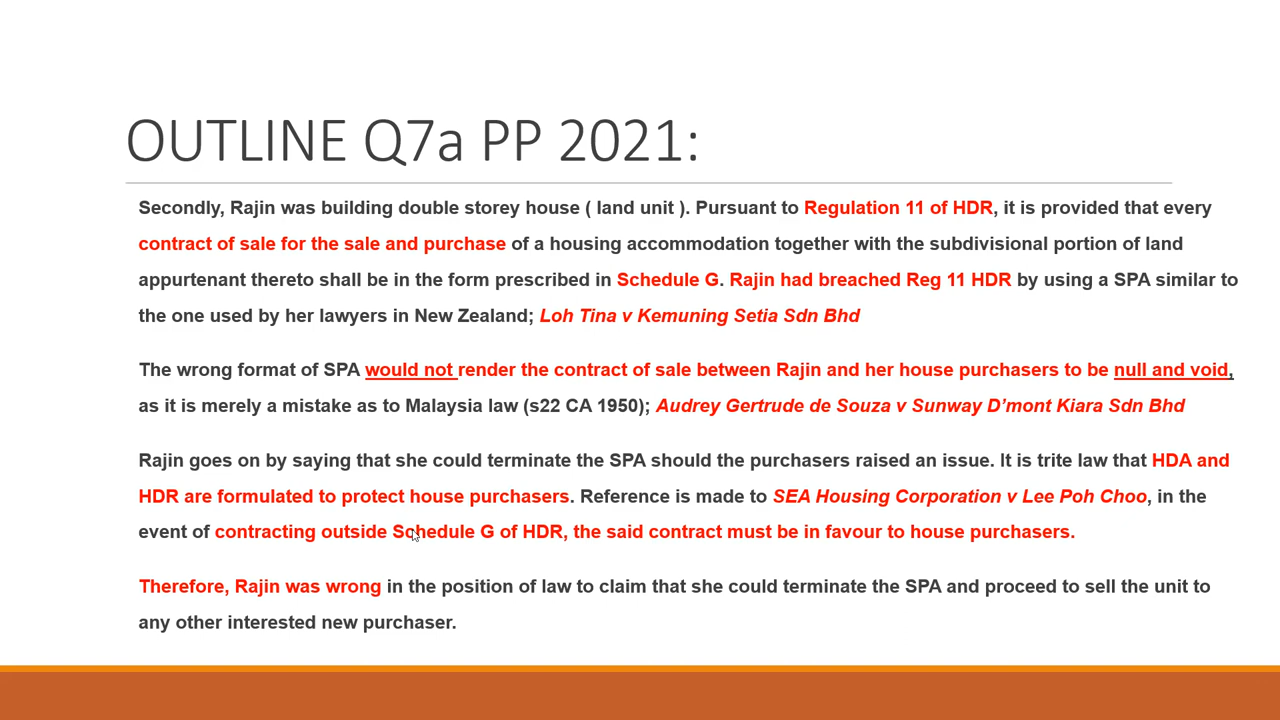 OUTLINE Q7a PP 2021:
Secondly, Rajin was building double storey house ( land unit ). Pursuant to Regulation 11 of HDR, it is provided that every
contract of sale for the sale and purchase of a housing accommodation together with the subdivisional portion of land
appurtenant thereto shall be in the form prescribed in Schedule G. Rajin had breached Reg 11 HDR by using a SPA similar to
the one used by her lawyers in New Zealand; Loh Tina v Kemuning Setia Sdn Bhd
The wrong format of SPA would not render the contract of sale between Rajin and her house purchasers to be null and void,
as it is merely a mistake as to Malaysia law (s22 CA 1950); Audrey Gertrude de Souza v Sunway D’mont Kiara Sdn Bhd
Rajin goes on by saying that she could terminate the SPA should the purchasers raised an issue. It is trite law that HDA and
HDR are formulated to protect house purchasers. Reference is made to SEA Housing Corporation v Lee Poh Choo, in the
event of contracting outside Schedule G of HDR, the said contract must be in favour to house purchasers.
Therefore, Rajin was wrong in the position of law to claim that she could terminate the SPA and proceed to sell the unit to
any other interested new purchaser.